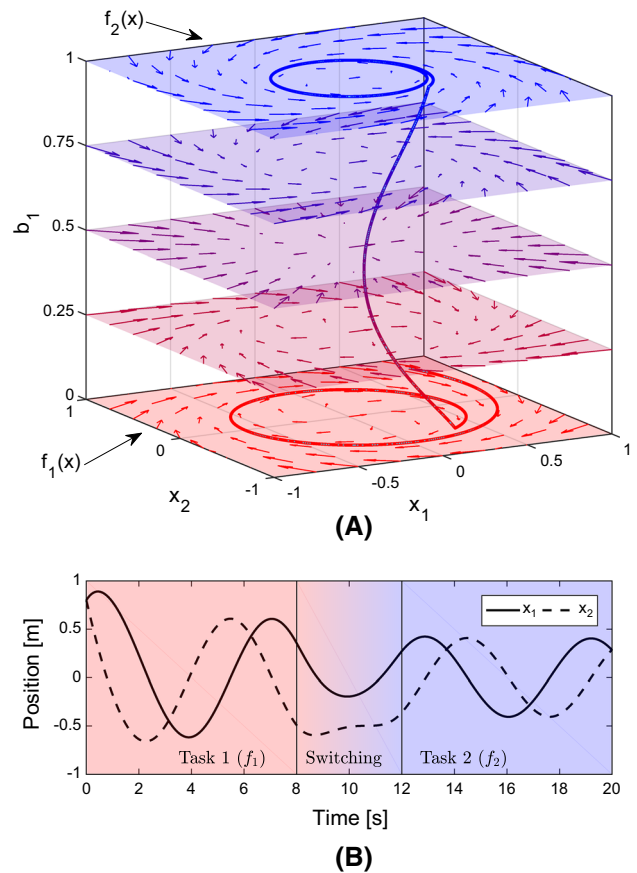 f2(x)
1
0.75
b1
0.5
0.25
0
1
f1(x)
0
x2
-1
-1
-0.5
0
x1
0.5
1
(A)
1
0.5
0
-0.5
-1
Position [m]
x1 x2
Task 1 (f1) Switching Task 2 (f2)
0 2 4 6 8 10 12 14 16 18 20
Time [s]
(B)